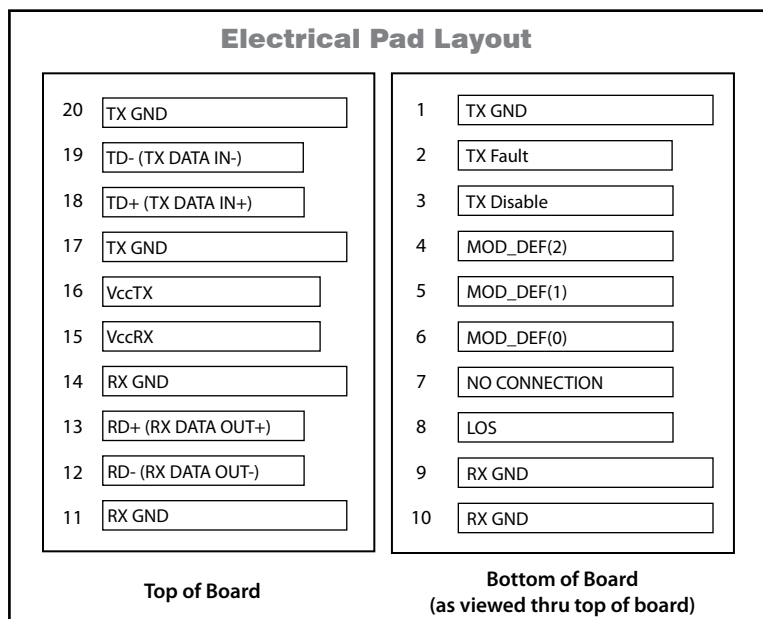 Electrical Pad Layout
20 TX GND
19 TD- (TX DATA IN-)
18 TD+ (TX DATA IN+)
17 TX GND
16 VccTX
15 VccRX
14 RX GND
13 RD+ (RX DATA OUT+)
12 RD- (RX DATA OUT-)
11 RX GND
Top of Board
1 TX GND
2 TX Fault
3 TX Disable
4 MOD_DEF(2)
5 MOD_DEF(1)
6 MOD_DEF(0)
7 NO CONNECTION
8 LOS
9 RX GND
10 RX GND
Bottom of Board
(as viewed thru top of board)